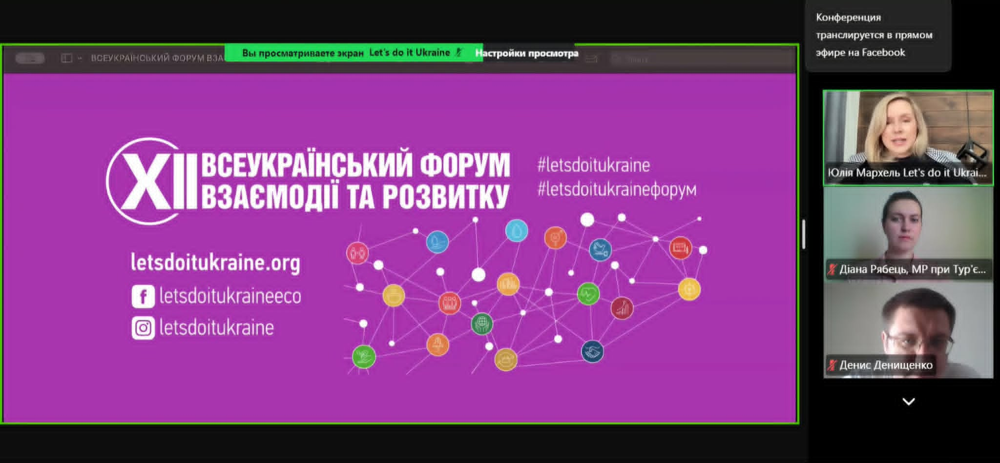 Конференция
транслируется в прямом
эфире на Facebook
Вы просматриваете экран Let's do it Ukraine
Настройки просмотра
ВСЕУКРАЇНСЬКИЙ ФОРУМ ВЗА
XII
ВСЕУКРАЇНСЬКИЙ ФОРУМ
ВЗАЄМОДІЇ ТА РОЗВИТКУ
#letsdoitukraine
#letsdoitukraineфорум
letsdoitukraine.org
letsdoitukraineeco
letsdoitukraine
Юлія Мархель Let's do it Ukrai...
Діана Рябець, МР при Тур'є...
Денис Денищенко